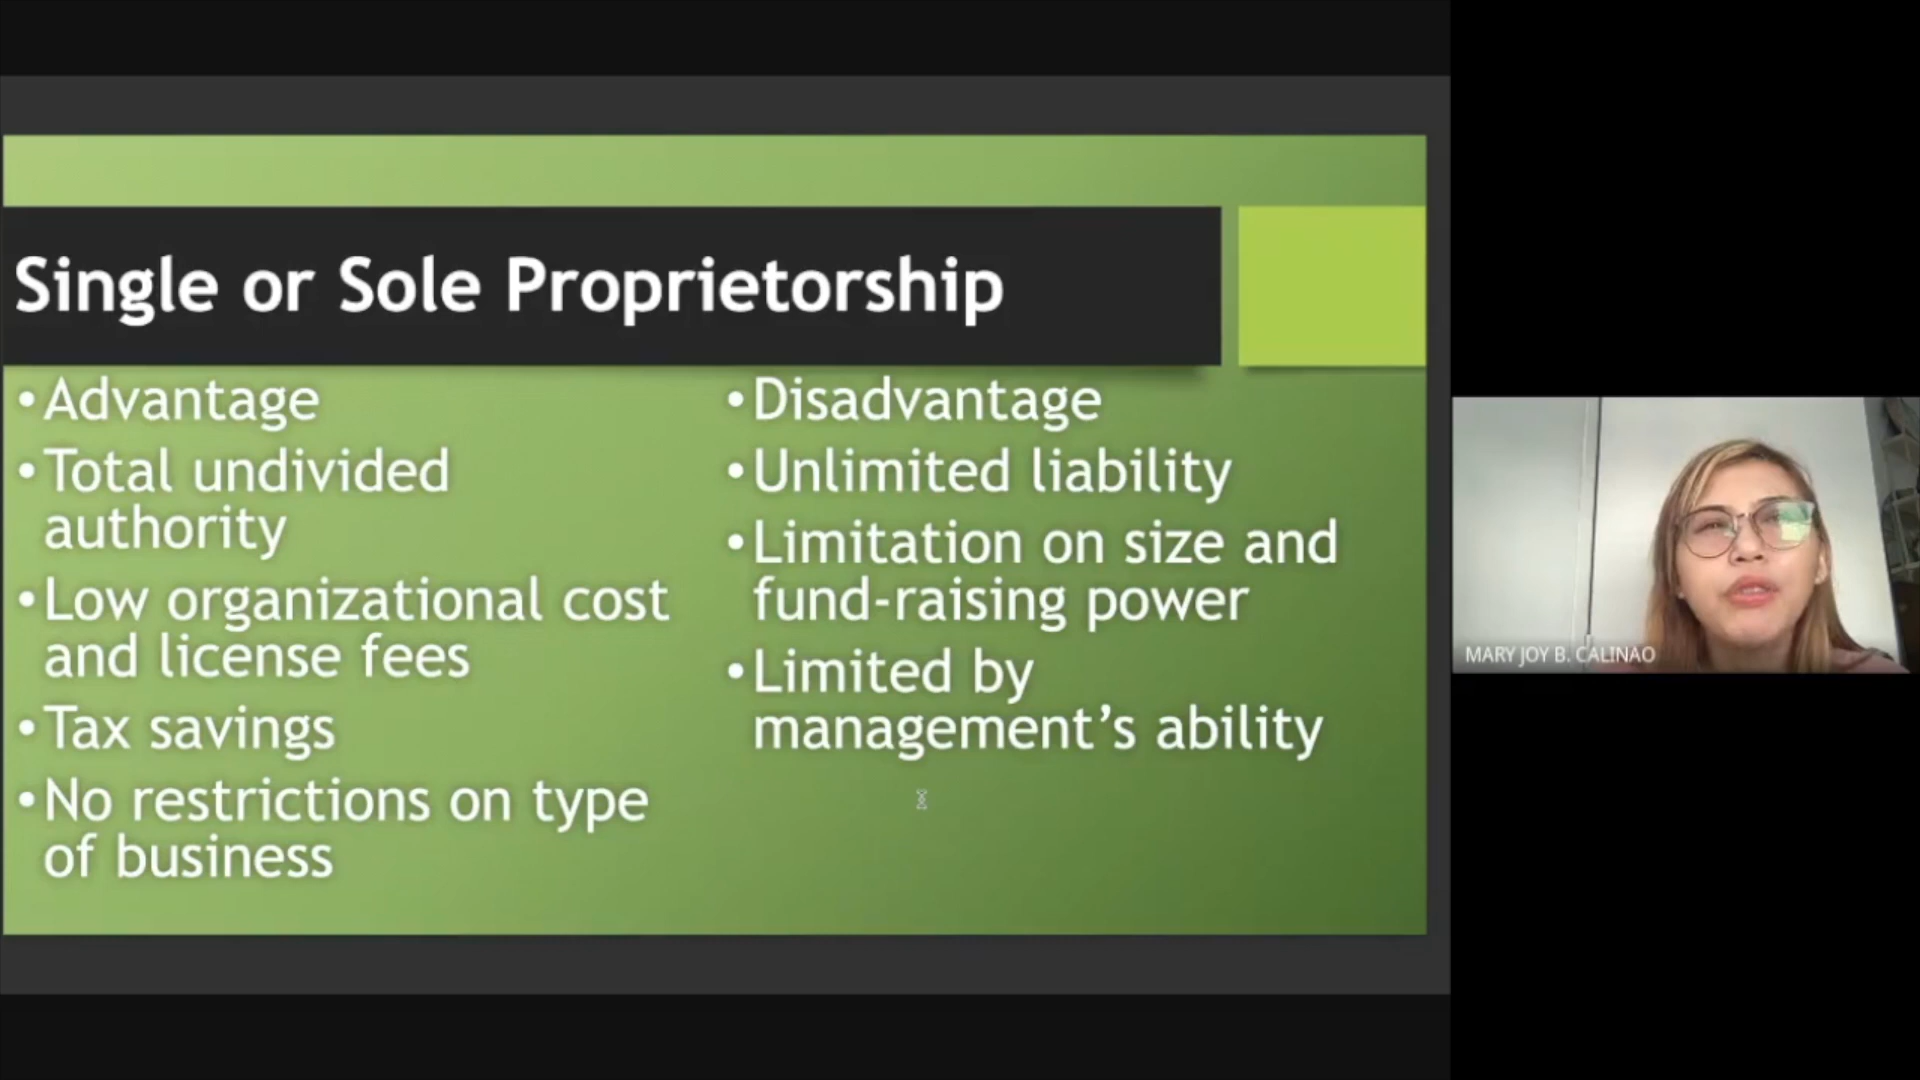 Single or Sole Proprietorship
•Advantage
•Total undivided
authority
•Low organizational cost
and license fees
•Tax savings
•No restrictions on type
of business
•Disadvantage
•Unlimited liability
•Limitation on size and
fund-raising power
•Limited by
management’s ability
MARY JOY B. CALINAO